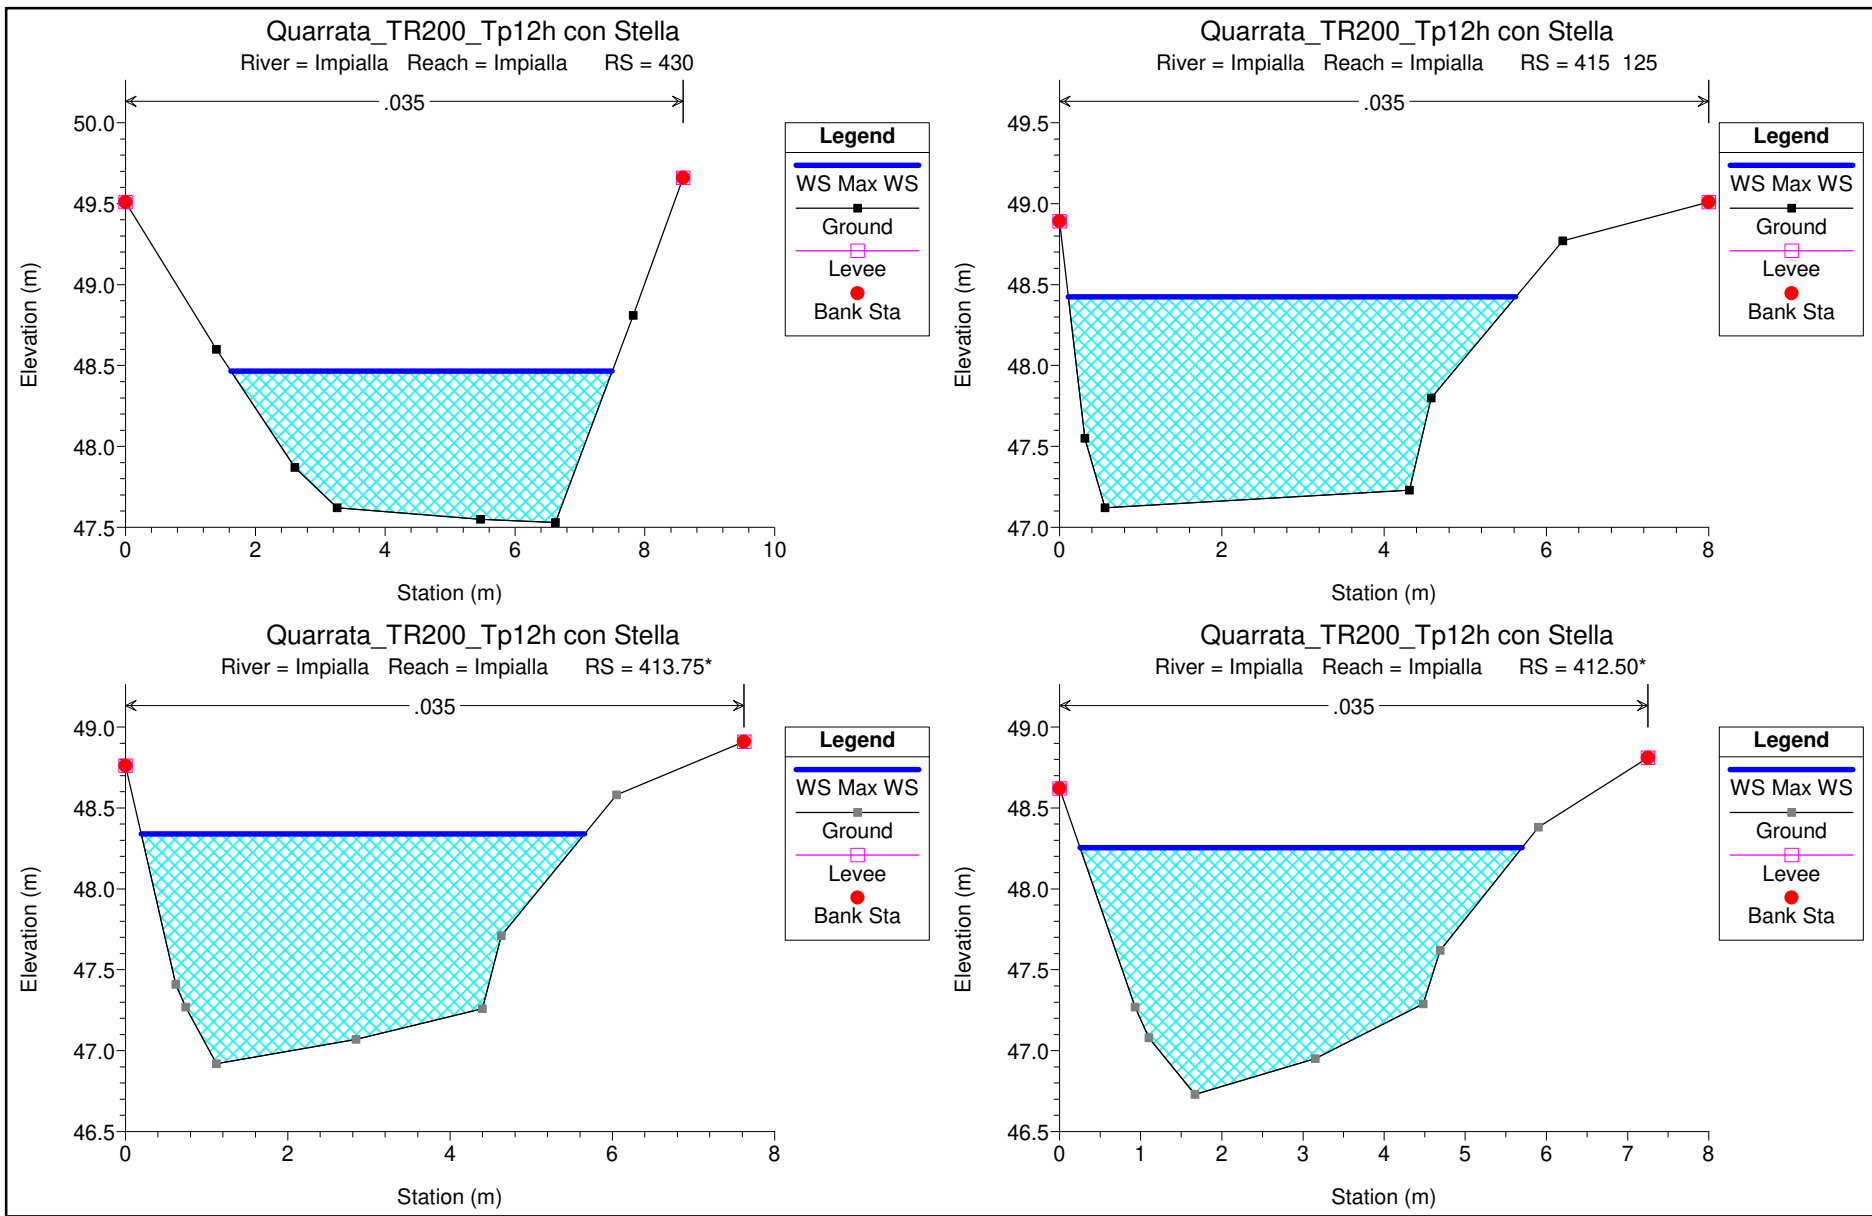 Quarrata_TR200_Tp12h con Stella
River = Impialla Reach = Impialla RS = 430
.035
50.0
49.5
49.0
48.5
48.0
47.5
0 2 4 6 8 10
Elevation (m)
Station (m)
Legend
WS Max WS
Ground
Levee
Bank Sta
Quarrata_TR200_Tp12h con Stella
River = Impialla Reach = Impialla RS = 415 125
.035
49.5
49.0
48.5
48.0
47.5
47.0
0 2 4 6 8
Elevation (m)
Station (m)
Legend
WS Max WS
Ground
Levee
Bank Sta
Quarrata_TR200_Tp12h con Stella
River = Impialla Reach = Impialla RS = 413.75*
.035
49.0
48.5
48.0
47.5
47.0
46.5
0 2 4 6 8
Elevation (m)
Station (m)
Legend
WS Max WS
Ground
Levee
Bank Sta
Quarrata_TR200_Tp12h con Stella
River = Impialla Reach = Impialla RS = 412.50*
.035
49.0
48.5
48.0
47.5
47.0
46.5
0 1 2 3 4 5 6 7 8
Elevation (m)
Station (m)
Legend
WS Max WS
Ground
Levee
Bank Sta